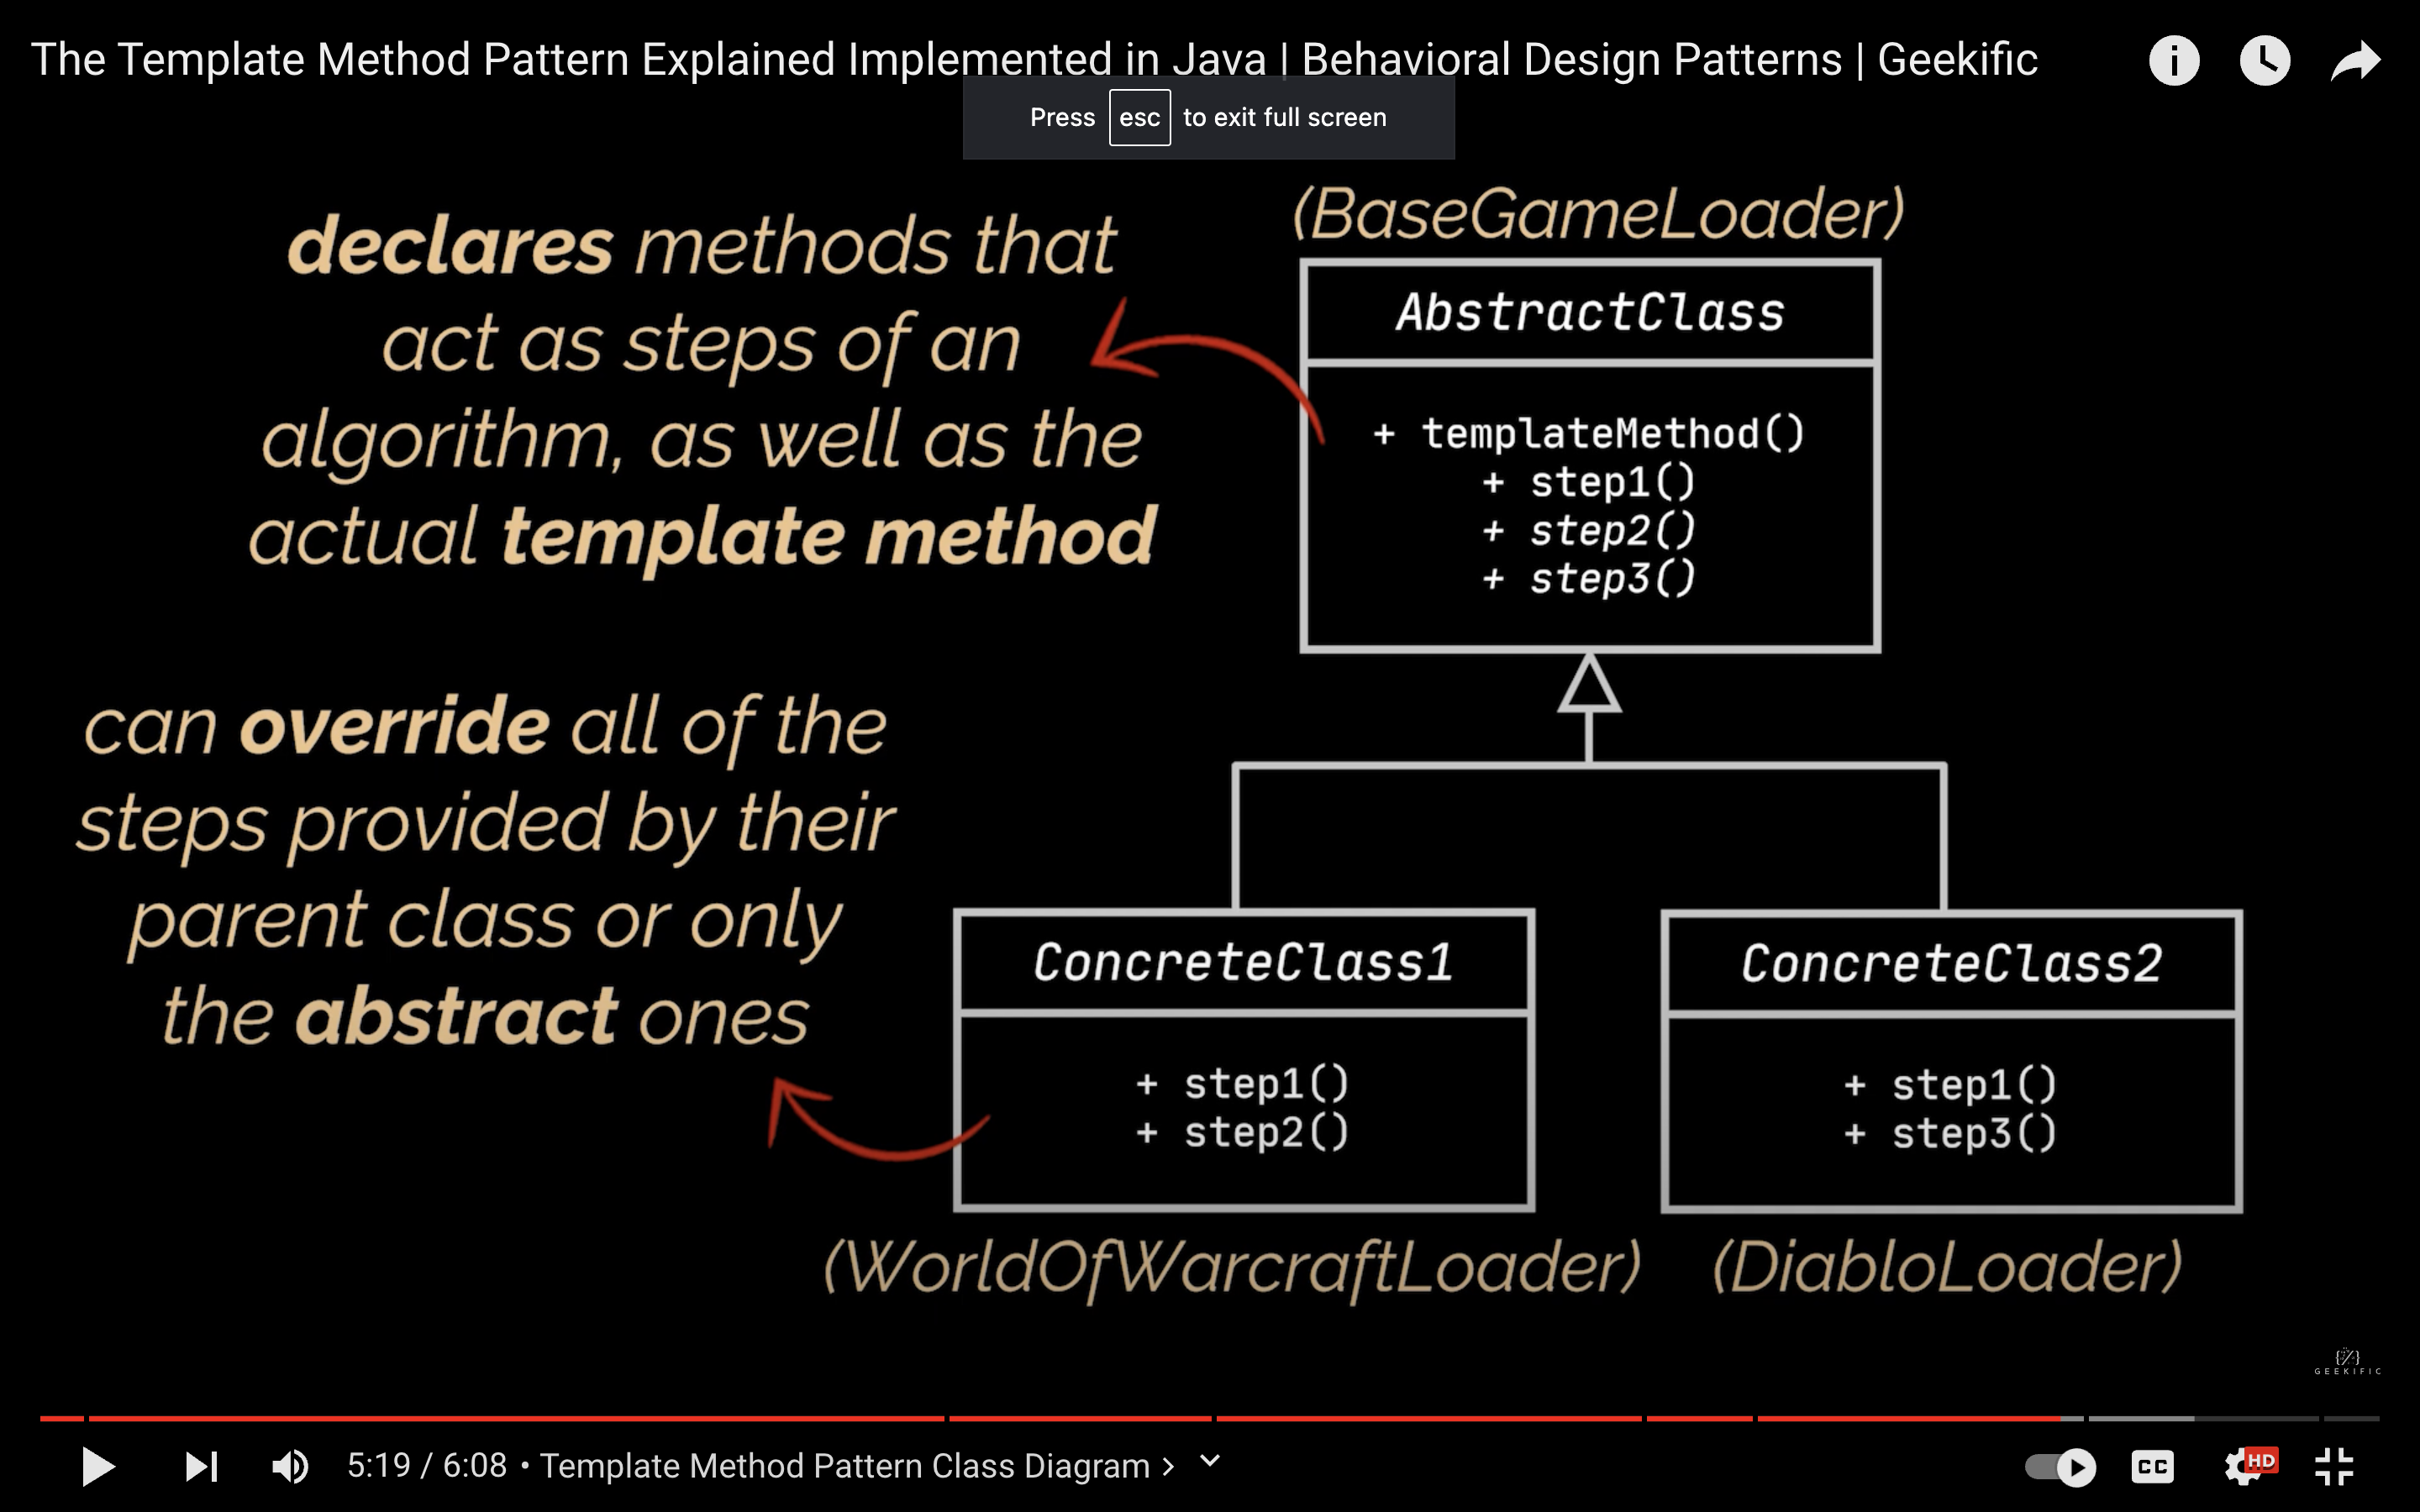 The Template Method Pattern Explained Implemented in Java | Behavioral Design Patterns | Geekific
Press esc to exit full screen
declares methods that
act as steps of an
algorithm, as well as the
actual template method
(BaseGameLoader)
AbstractClass
+ templateMethod()
+ step1()
+ step2()
+ step3()
can override all of the
steps provided by their
parent class or only
the abstract ones
ConcreteClass1
+ step1()
+ step2()
(WorldOfWarcraftLoader)
ConcreteClass2
+ step1()
+ step3()
(DiabloLoader)
GEEKIFIC
5:19 / 6:08 • Template Method Pattern Class Diagram >
CC
HD